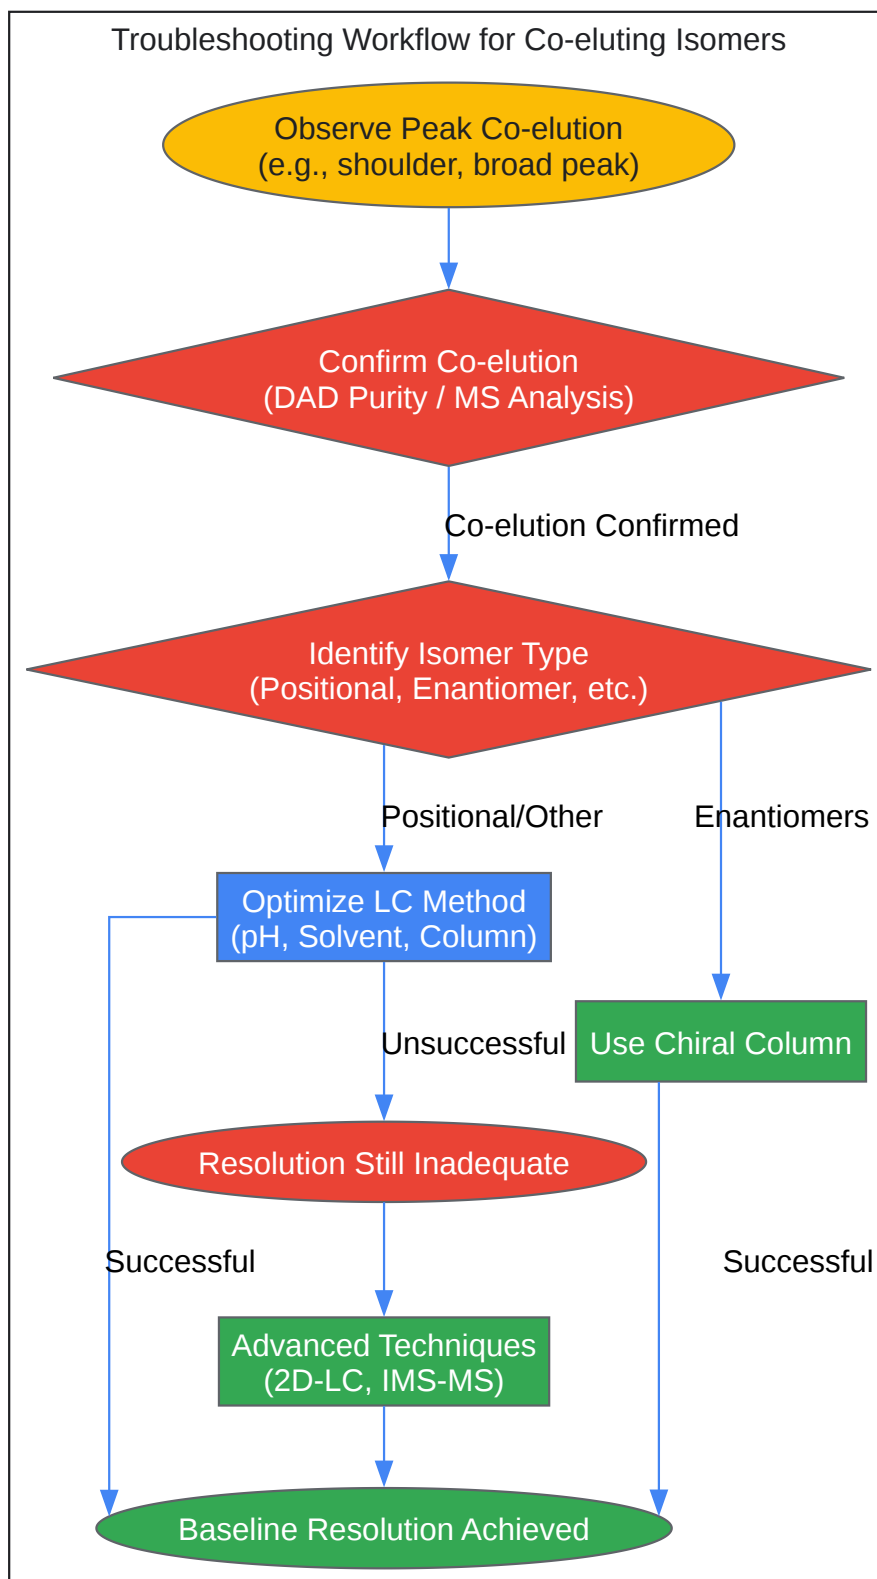 Troubleshooting Workflow for Co-eluting Isomers
Observe Peak Co-elution
(e.g., shoulder, broad peak)
Confirm Co-elution
(DAD Purity / MS Analysis)
Co-elution Confirmed
Identify Isomer Type
(Positional, Enantiomer, etc.)
Positional/Other
Enantiomers
Optimize LC Method
(pH, Solvent, Column)
Unsuccessful
Use Chiral Column
Resolution Still Inadequate
Successful
Successful
Advanced Techniques
(2D-LC, IMS-MS)
Baseline Resolution Achieved